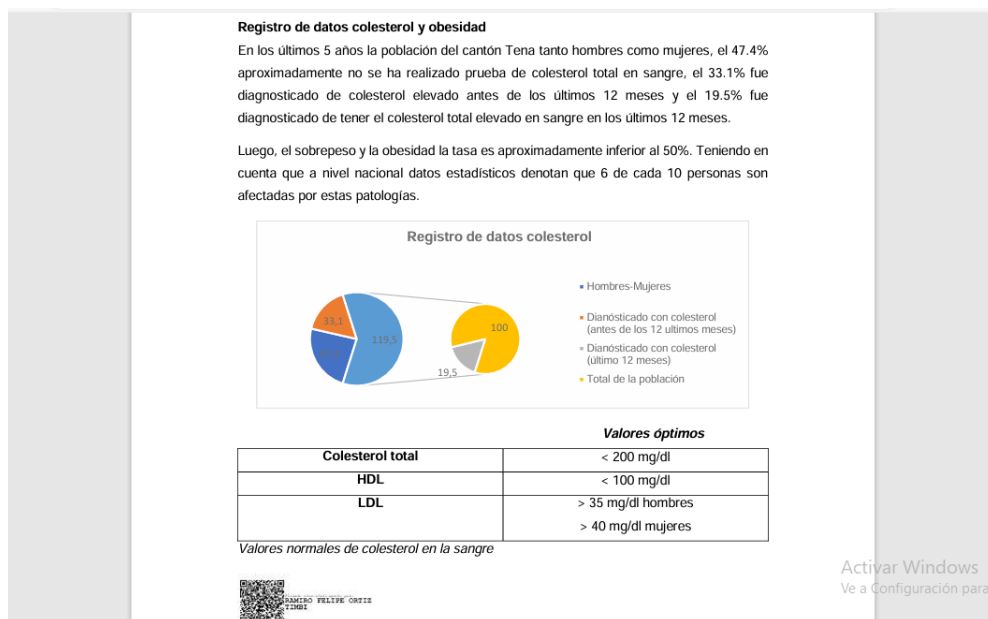 Registro de datos colesterol y obesidad
En los últimos 5 años la población del cantón Tena tanto hombres como mujeres, el 47.4%
aproximadamente no se ha realizado prueba de colesterol total en sangre, el 33.1% fue
diagnosticado de colesterol elevado antes de los últimos 12 meses y el 19.5% fue
diagnosticado de tener el colesterol total elevado en sangre en los últimos 12 meses.
Luego, el sobrepeso y la obesidad la tasa es aproximadamente inferior al 50%. Teniendo en
cuenta que a nivel nacional datos estadísticos denotan que 6 de cada 10 personas son
afectadas por estas patologías.
Registro de datos colesterol
33,1
119,5
100
19,5
Hombres-Mujeres
Dianósticado con colesterol
(antes de los 12 ultimos meses)
Dianósticado con colesterol
(último 12 meses)
Total de la población
Valores óptimos
Colesterol total < 200 mg/dl
HDL < 100 mg/dl
LDL > 35 mg/dl hombres
> 40 mg/dl mujeres
Valores normales de colesterol en la sangre
RAMIRO FELIPE ORTIZ
TIMBI
Activar Windows
Ve a Configuración para